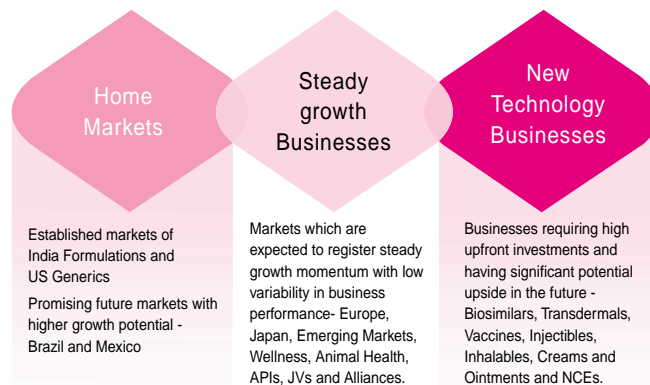 Home
Markets
Steady
growth
Businesses
New
Technology
Businesses
Established markets of
India Formulations and
US Generics
Promising future markets with
higher growth potential -
Brazil and Mexico
Markets which are
expected to register steady
growth momentum with low
variability in business
performance- Europe,
Japan, Emerging Markets,
Wellness, Animal Health,
APIs, JVs and Alliances.
Businesses requiring high
upfront investments and
having significant potential
upside in the future -
Biosimilars, Transdermals,
Vaccines, Injectibles,
Inhalables, Creams and
Ointments and NCEs.